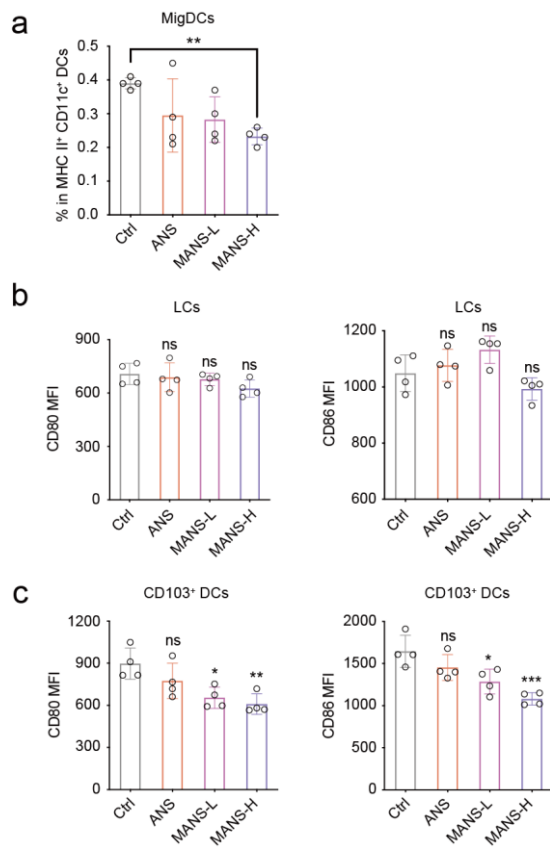 a
MigDCs
**
% in MHC II⁺ CD11c⁺ DCs
0.5
0.4
0.3
0.2
0.1
0.0
Ctrl
ANS
MANS-L
MANS-H
b
LCs
CD80 MFI
900
600
300
0
ns
ns
ns
Ctrl
ANS
MANS-L
MANS-H
LCs
CD86 MFI
1200
1000
800
600
ns
ns
ns
Ctrl
ANS
MANS-L
MANS-H
c
CD103⁺ DCs
CD80 MFI
1200
900
600
300
0
ns
*
**
Ctrl
ANS
MANS-L
MANS-H
CD103⁺ DCs
CD86 MFI
2000
1500
1000
500
0
ns
*
***
Ctrl
ANS
MANS-L
MANS-H